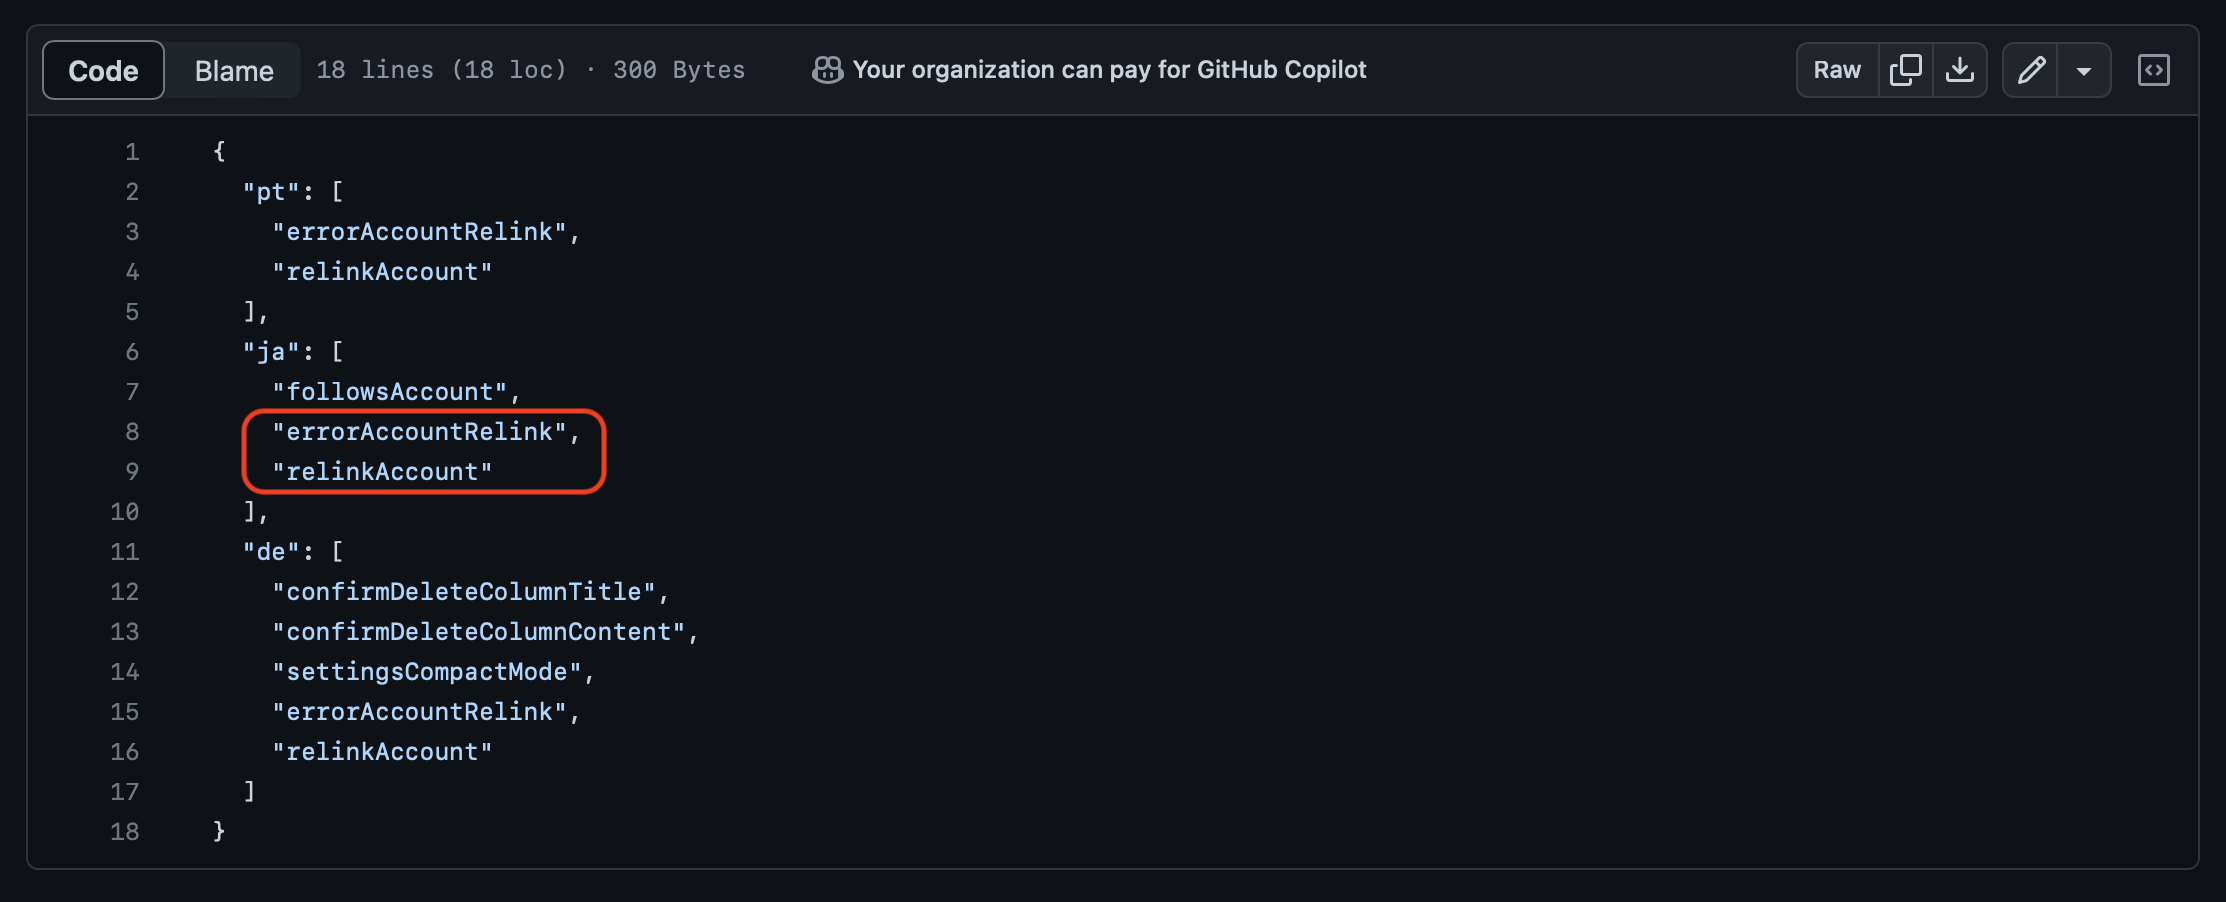 Code Blame 18 lines (18 loc) · 300 Bytes Your organization can pay for GitHub Copilot Raw
1 {
2 "pt": [
3 "errorAccountRelink",
4 "relinkAccount"
5 ],
6 "ja": [
7 "followsAccount",
8 "errorAccountRelink",
9 "relinkAccount"
10 ],
11 "de": [
12 "confirmDeleteColumnTitle",
13 "confirmDeleteColumnContent",
14 "settingsCompactMode",
15 "errorAccountRelink",
16 "relinkAccount"
17 ]
18 }